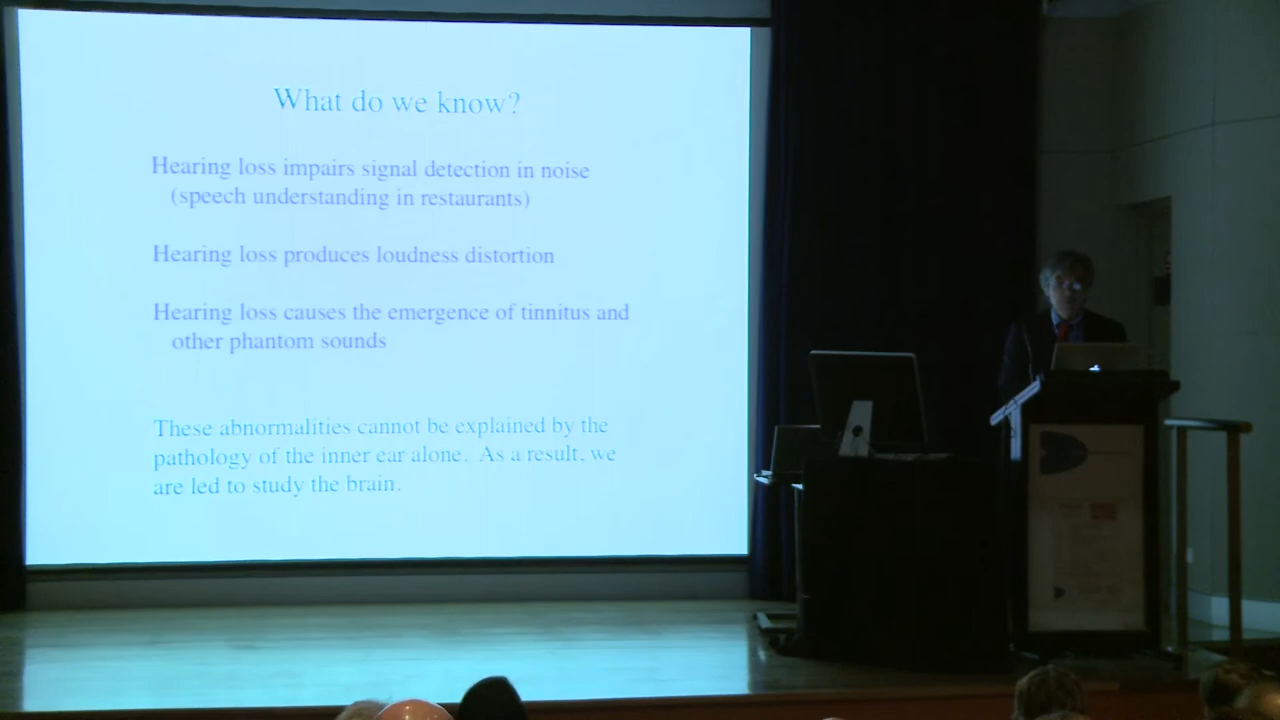 What do we know?
Hearing loss impairs signal detection in noise
(speech understanding in restaurants)
Hearing loss produces loudness distortion
Hearing loss causes the emergence of tinnitus and
other phantom sounds
These abnormalities cannot be explained by the
pathology of the inner ear alone. As a result, we
are led to study the brain.